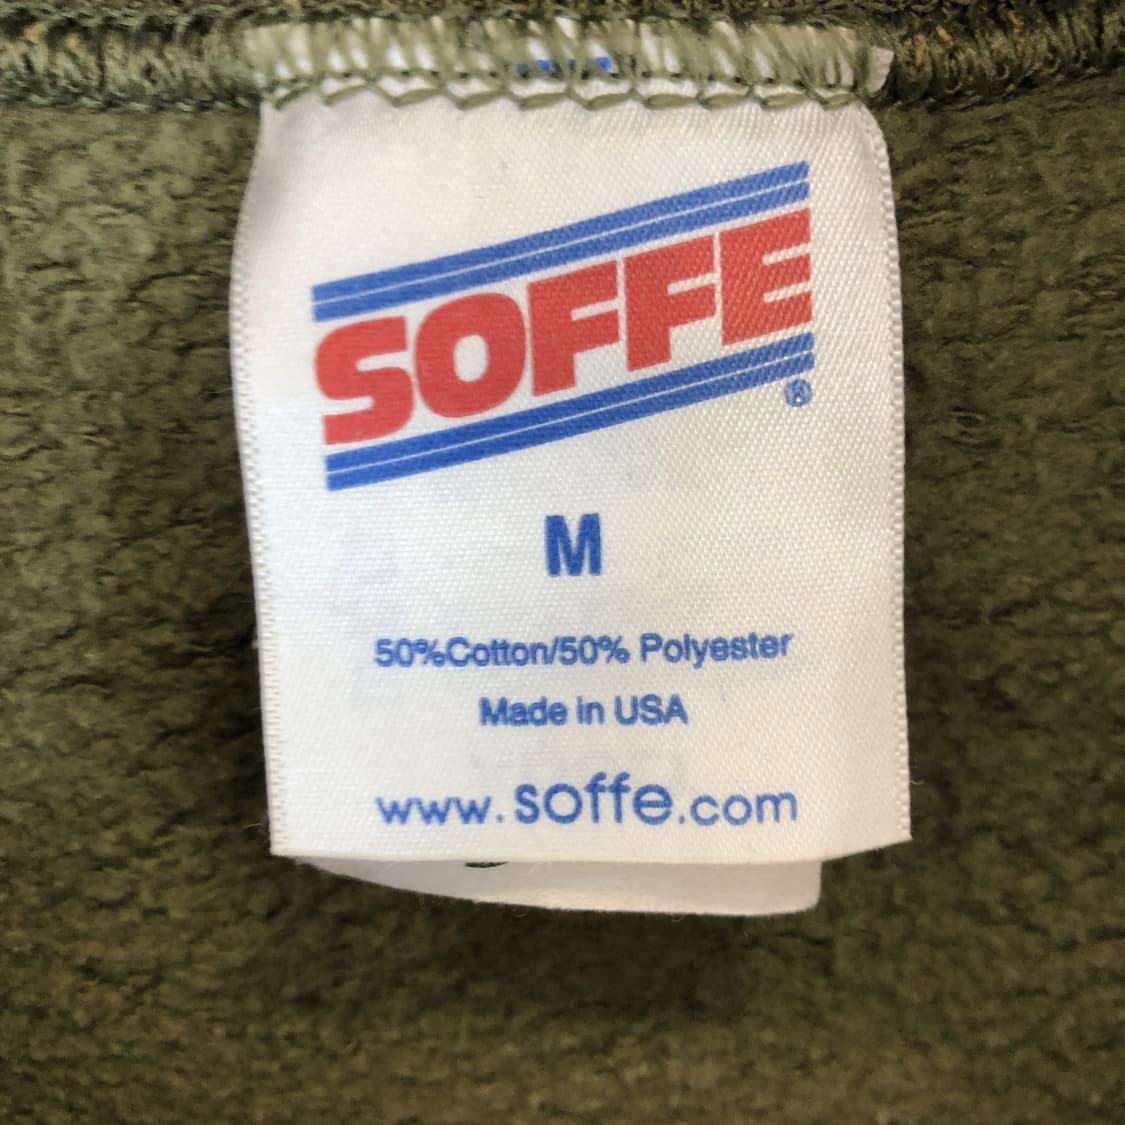 SOFFE
®
M
50%Cotton/50% Polyester
Made in USA
www.soffe.com